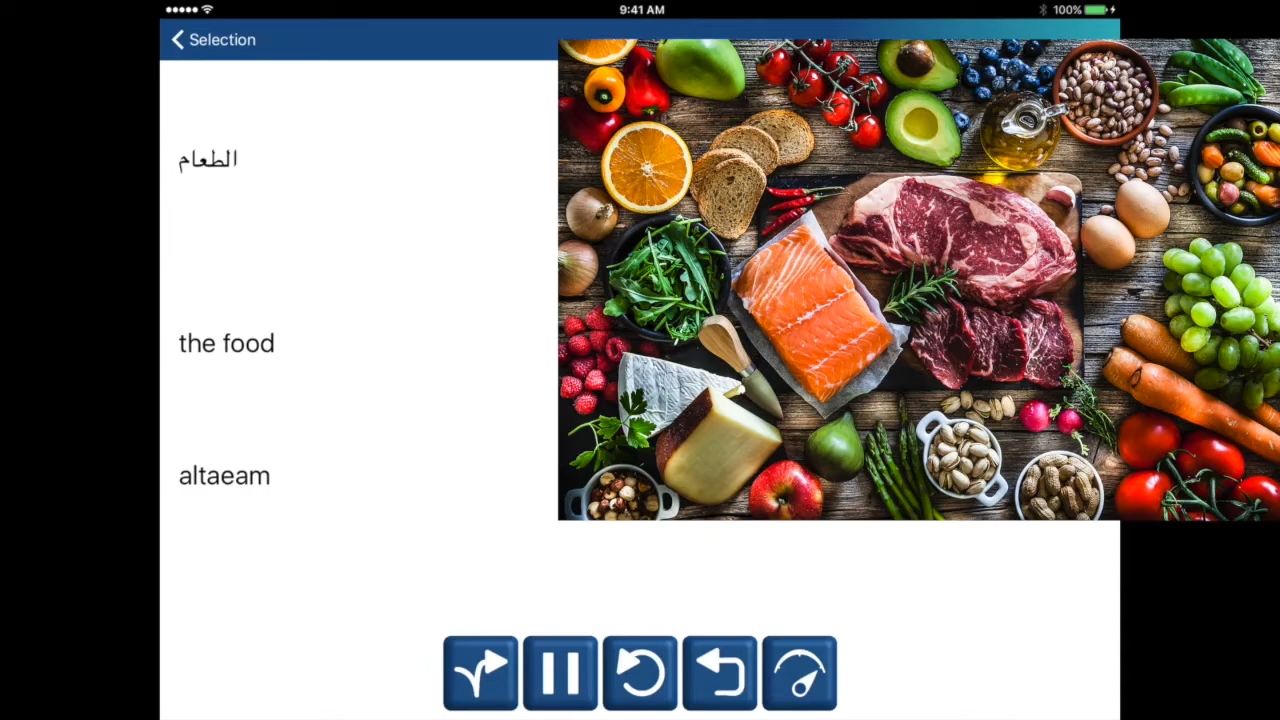 9:41 AM
100%
Selection
الطعام
the food
altaeam